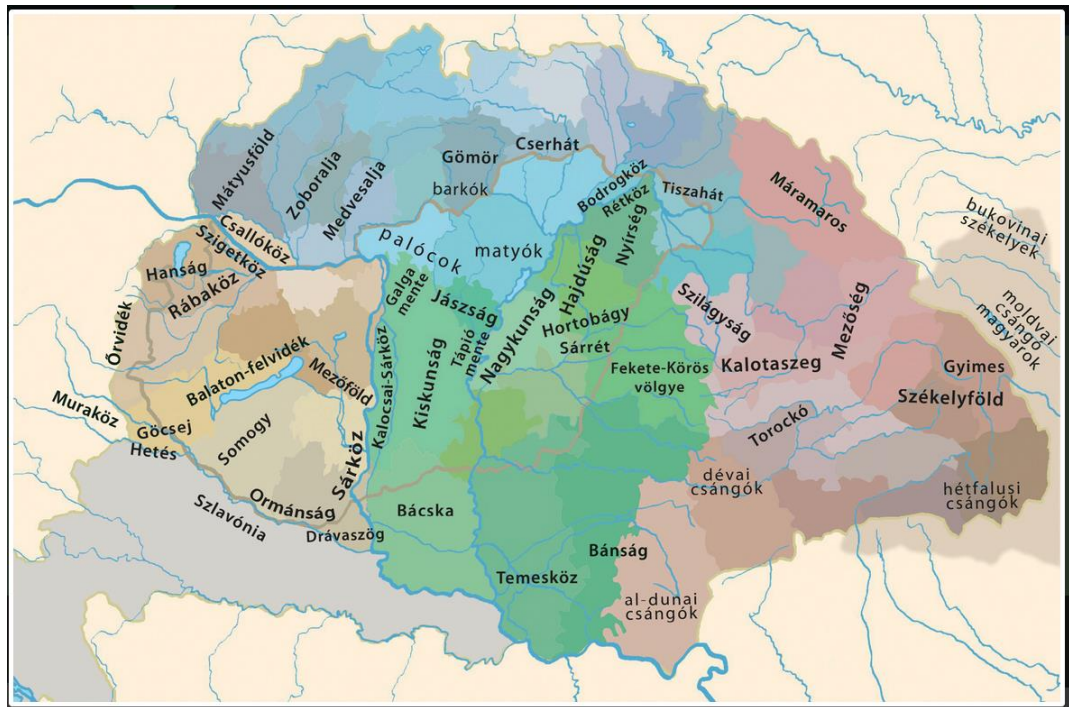 Mátyusföld
Zoboralja
Medvesalja
Gömör
barkók
Cserhát
Bodrogköz
Rétköz
Tiszahát
Nyírség
Máramaros
bukovinai
székelyek
moldvai
csángó
magyarok
Csallóköz
Szigetköz
Hanság
Rábaköz
Őrvidék
palócok
matyók
Galga
mente
Jászság
Tápió
mente
Nagykunság
Hajdúság
Hortobágy
Sárrét
Szilágyság
Fekete-Körös
völgye
Kalotaszeg
Mezőség
Gyimes
Székelyföld
Balaton-felvidék
Mezőföld
Kalocsai-Sárköz
Kiskunság
Muraköz
Göcsej
Hetés
Somogy
Sárköz
Torockó
dévai
csángók
hétfalusi
csángók
Szlavónia
Ormánság
Drávaszög
Bácska
Bánság
Temesköz
al-dunai
csángók